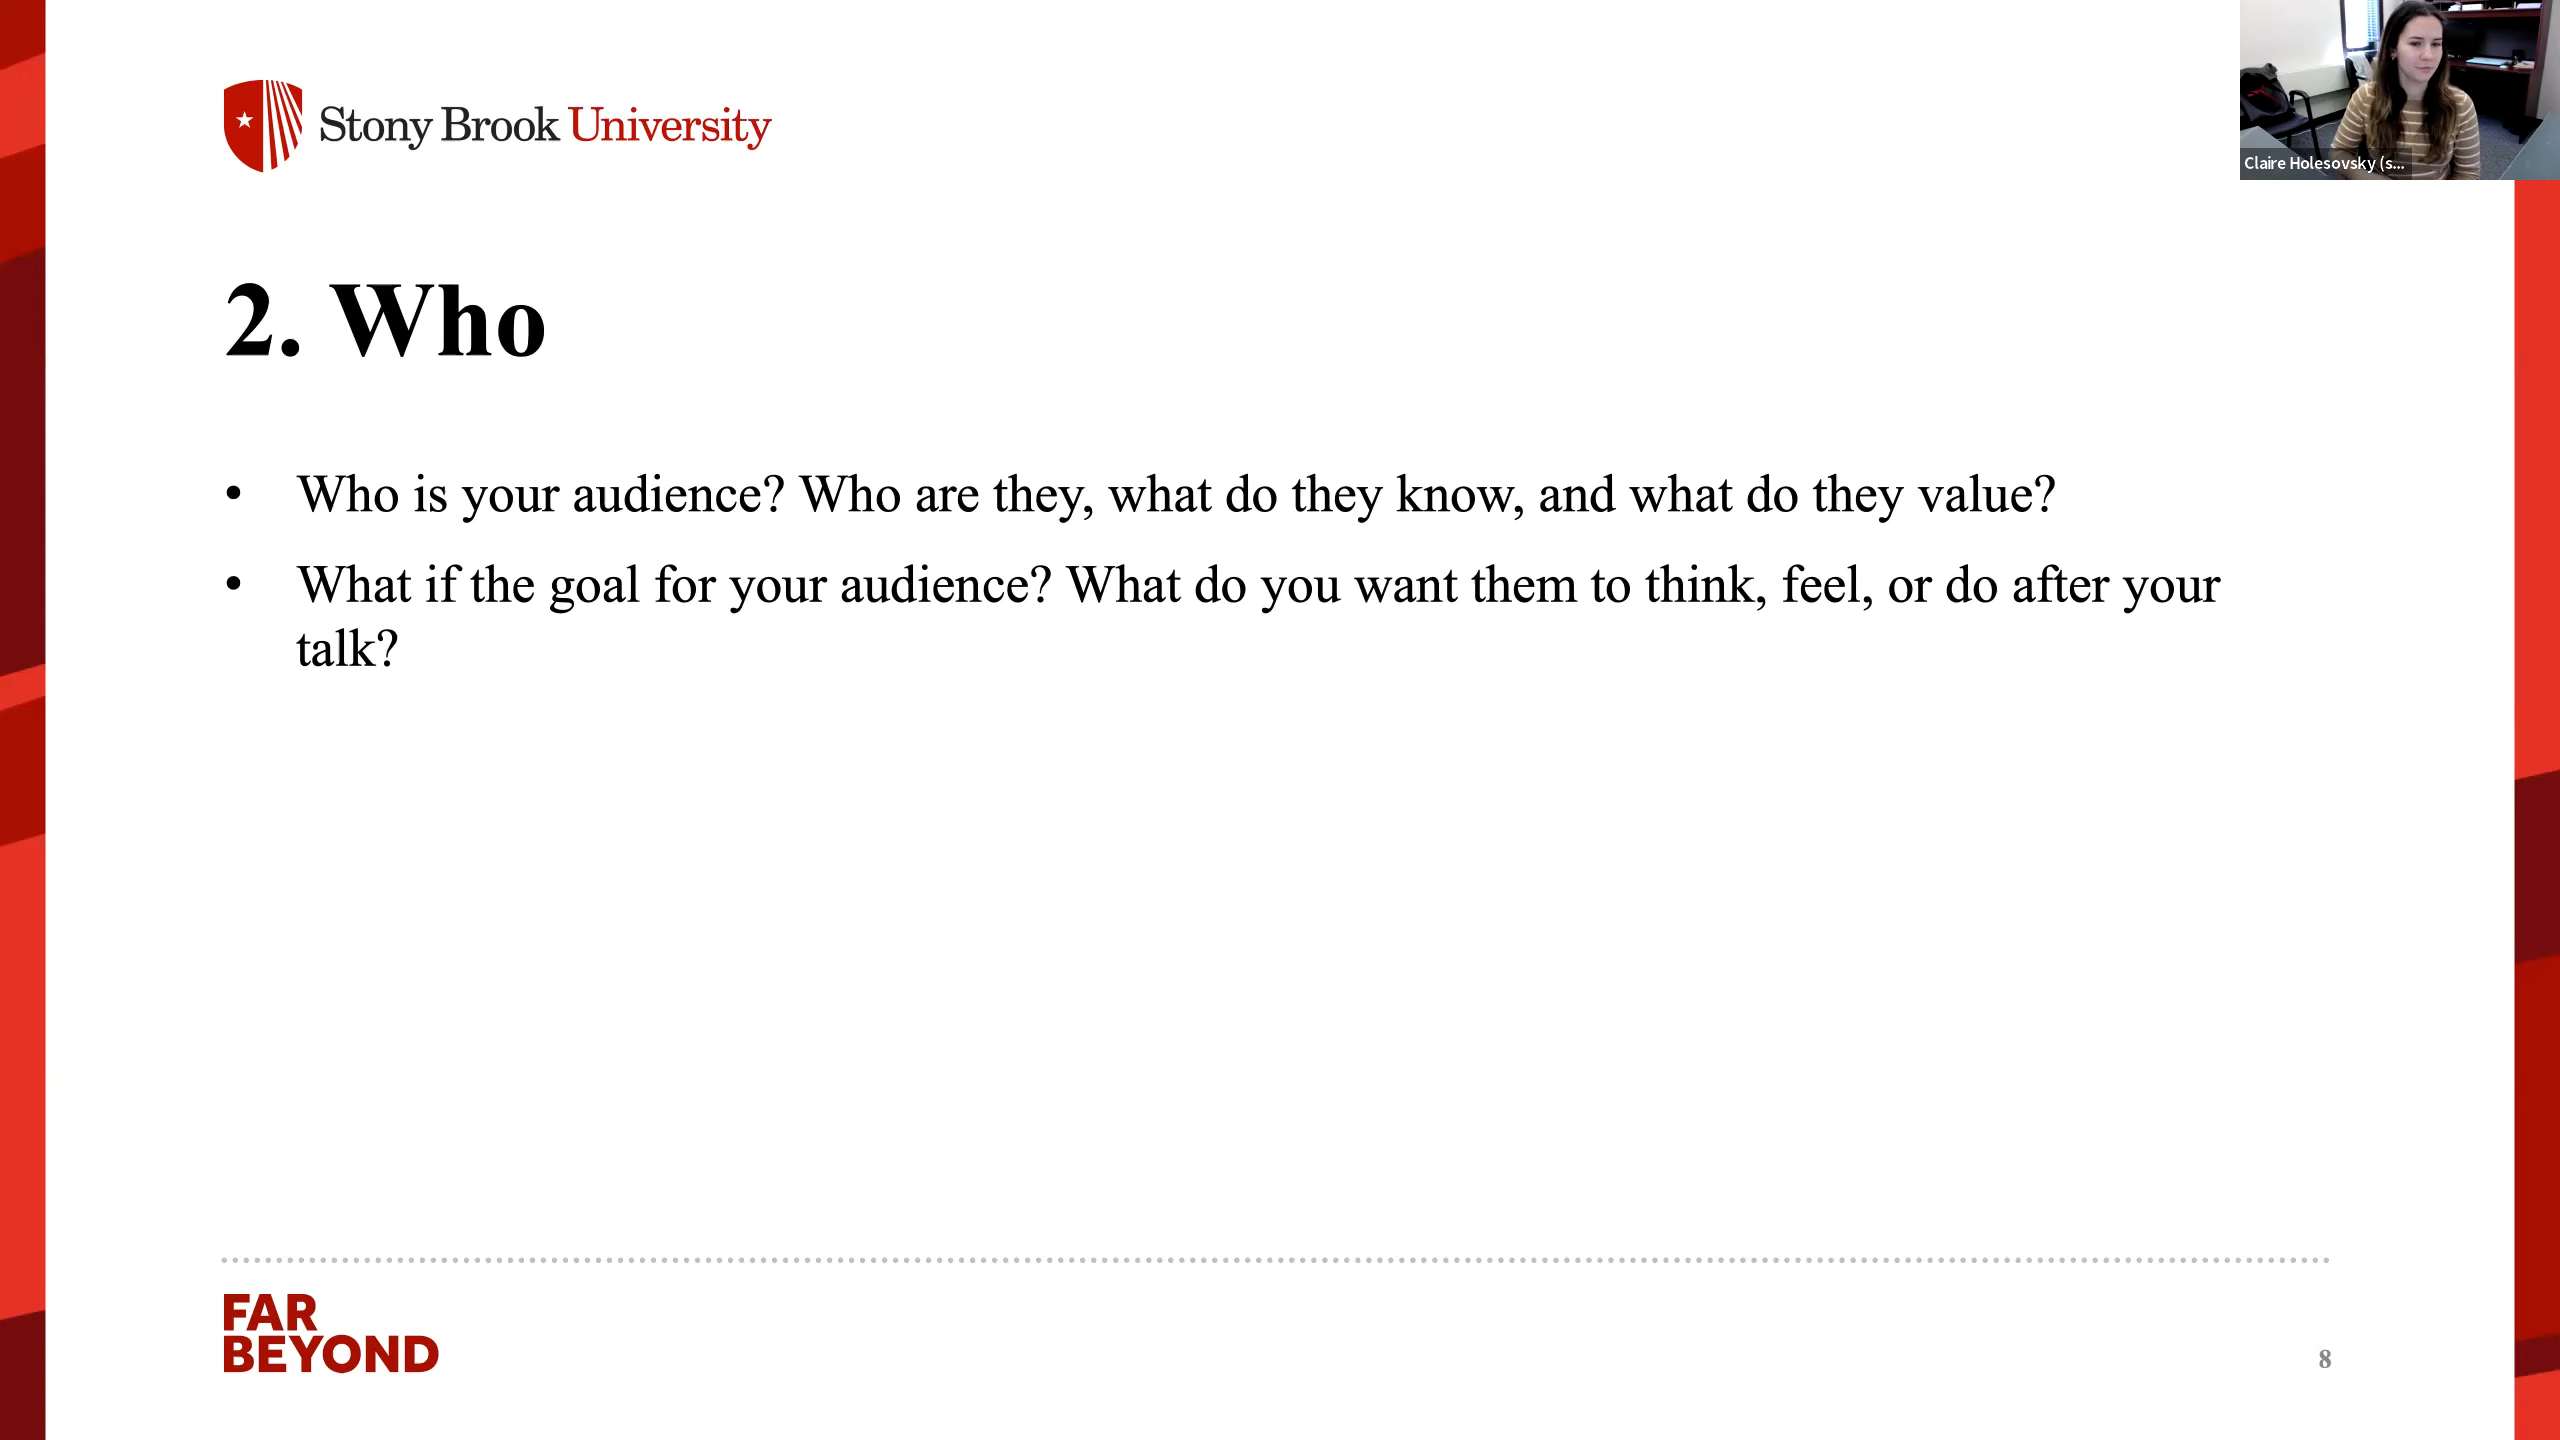 Stony Brook University
Claire Holesovsky (s...
2. Who
• Who is your audience? Who are they, what do they know, and what do they value?
• What if the goal for your audience? What do you want them to think, feel, or do after your
talk?
FAR
BEYOND
8